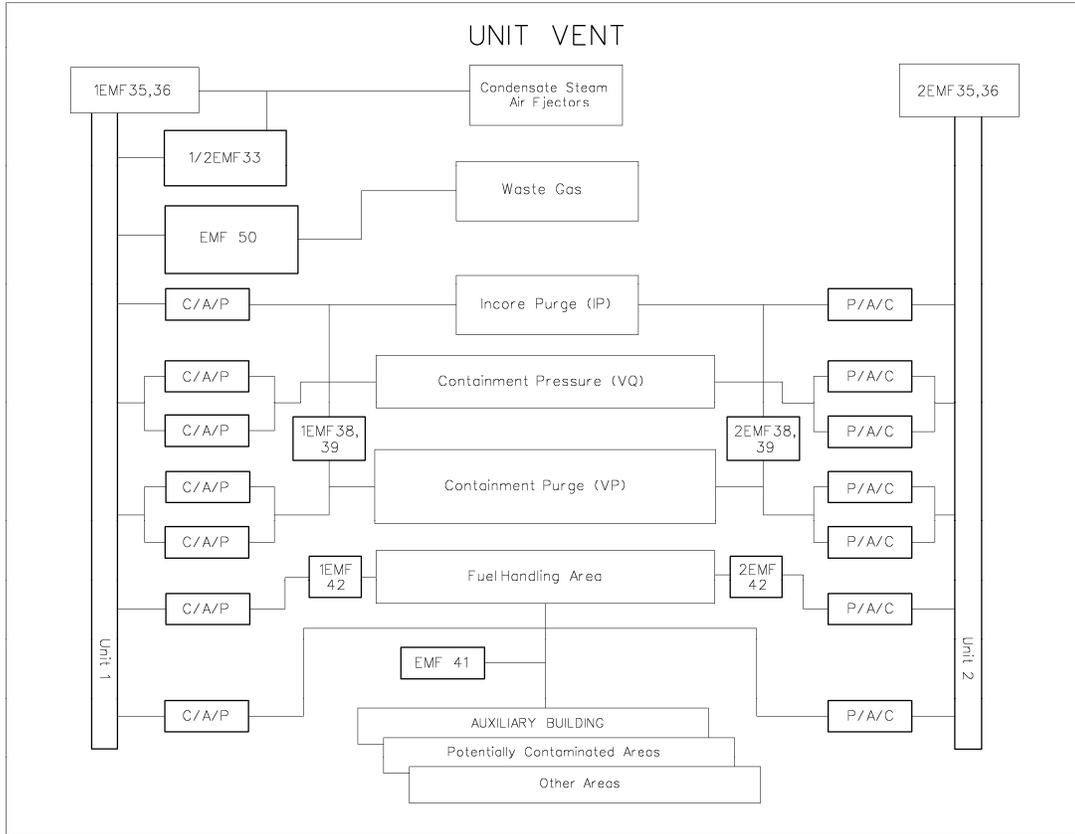 UNIT VENT
1EMF35,36
Condensate Steam
Air Ejectors
2EMF35,36
1/2EMF33
Waste Gas
EMF 50
C/A/P
Incore Purge (IP)
P/A/C
C/A/P
Containment Pressure (VQ)
P/A/C
C/A/P
1EMF38,
39
2EMF38,
39
P/A/C
C/A/P
Containment Purge (VP)
P/A/C
C/A/P
P/A/C
1EMF
42
Fuel Handling Area
2EMF
42
C/A/P
P/A/C
Unit 1
EMF 41
Unit 2
C/A/P
AUXILIARY BUILDING
P/A/C
Potentially Contaminated Areas
Other Areas